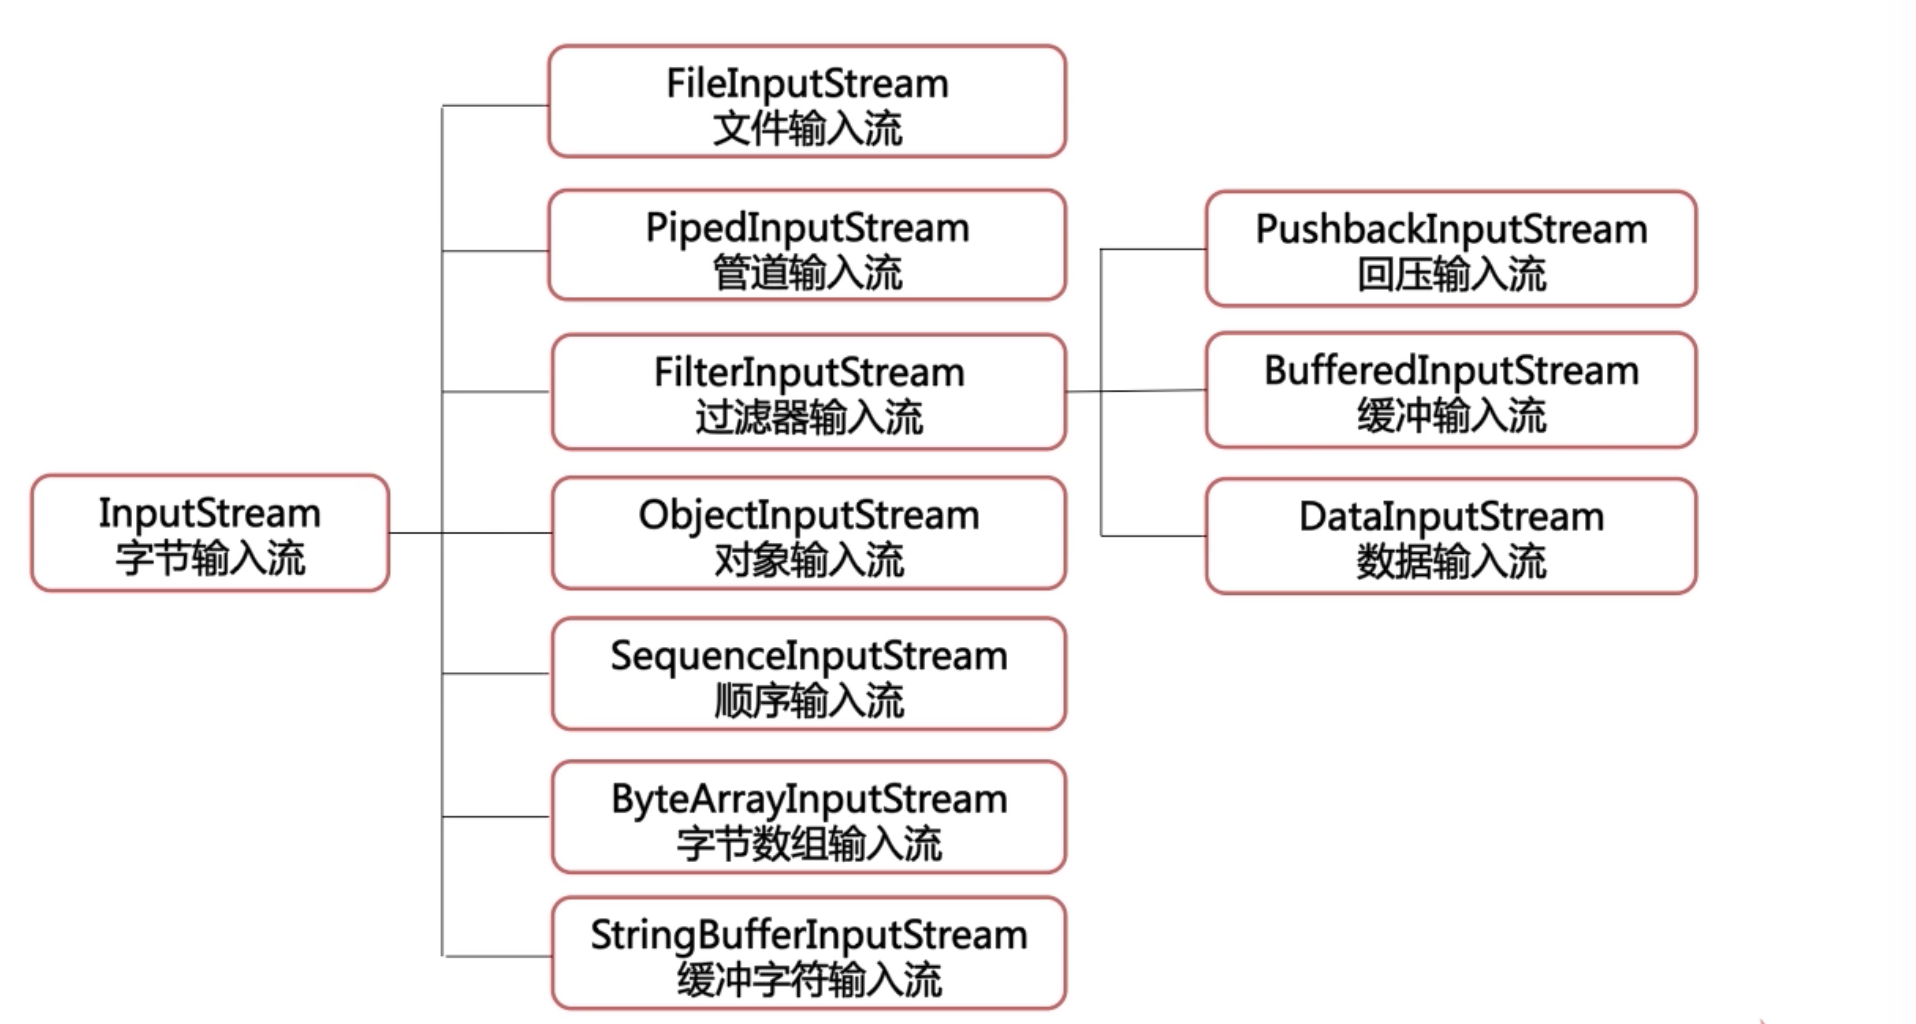 InputStream
字节输入流
FileInputStream
文件输入流
PipedInputStream
管道输入流
FilterInputStream
过滤器输入流
ObjectInputStream
对象输入流
SequenceInputStream
顺序输入流
ByteArrayInputStream
字节数组输入流
StringBufferInputStream
缓冲字符输入流
PushbackInputStream
回压输入流
BufferedInputStream
缓冲输入流
DataInputStream
数据输入流